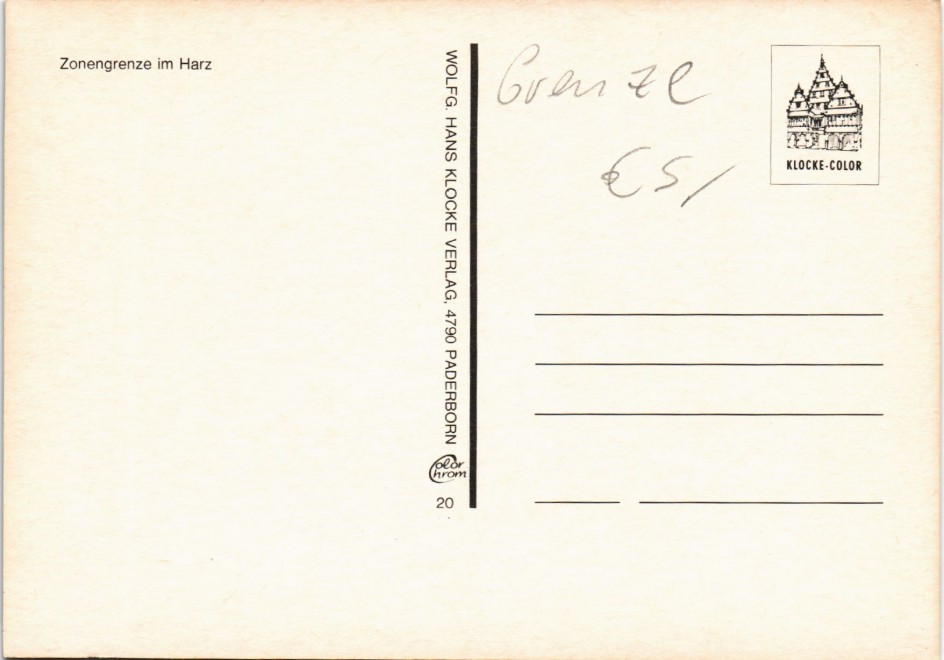 Zonengrenze im Harz
WOLFG. HANS KLOCKE VERLAG, 4790 PADERBORN
Color Chrom
20
Grenze
€ 5,
KLOCKE-COLOR